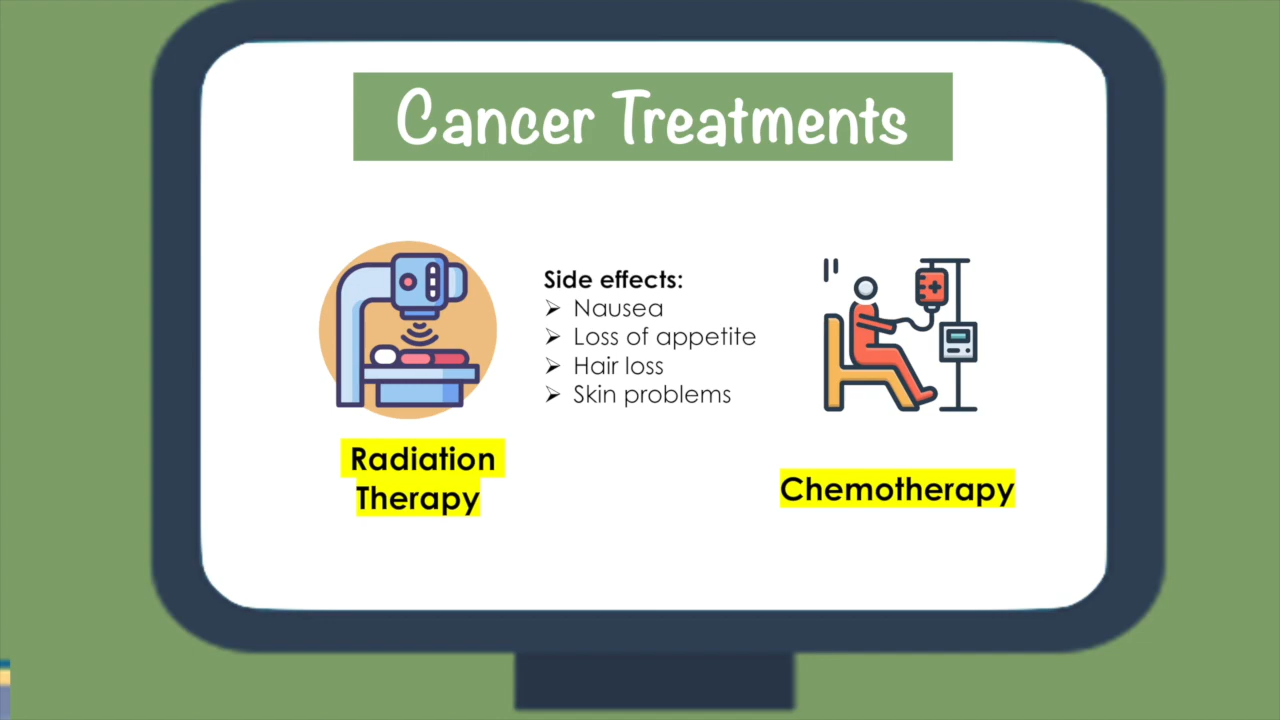 Cancer Treatments
Side effects:
➢ Nausea
➢ Loss of appetite
➢ Hair loss
➢ Skin problems
Radiation
Therapy
Chemotherapy